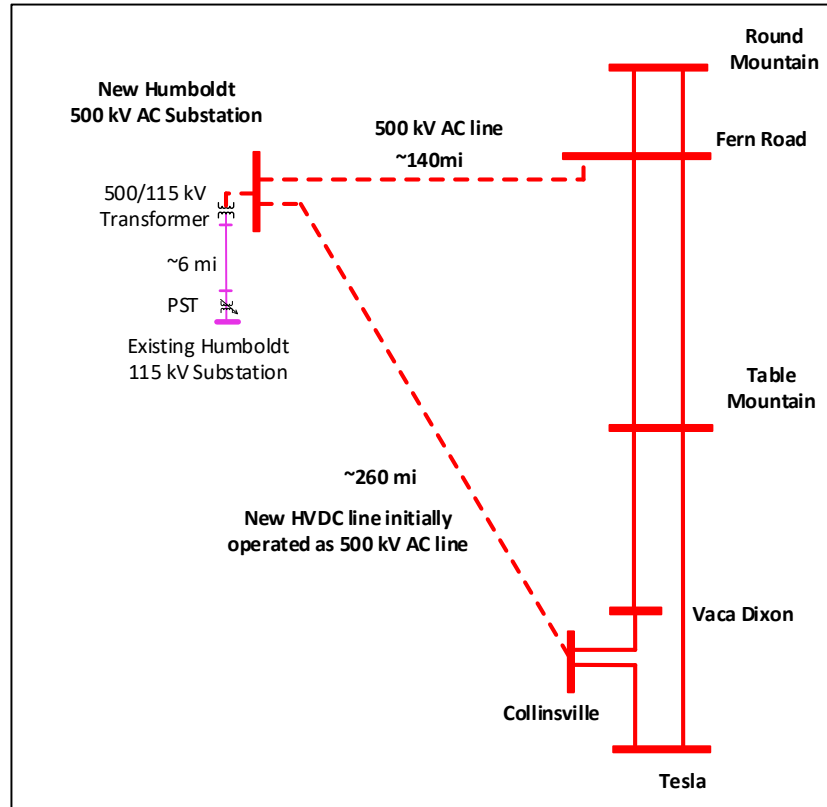 Round
Mountain
New Humboldt
500 kV AC Substation
500 kV AC line
~140mi
Fern Road
500/115 kV
Transformer
~6 mi
PST
Existing Humboldt
115 kV Substation
Table
Mountain
~260 mi
New HVDC line initially
operated as 500 kV AC line
Vaca Dixon
Collinsville
Tesla